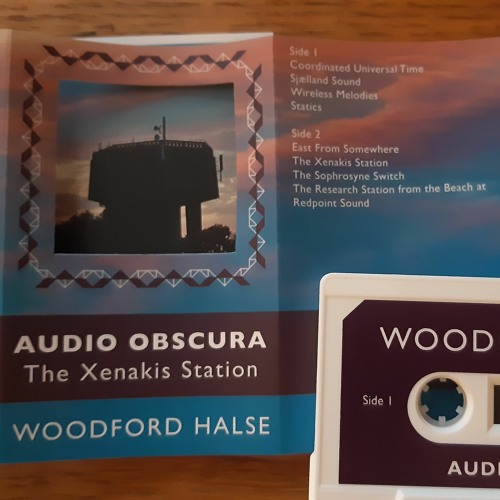 Side 1
Coordinated Universal Time
Sjælland Sound
Wireless Melodies
Statics
Side 2
East From Somewhere
The Xenakis Station
The Sophrosyne Switch
The Research Station from the Beach at
Redpoint Sound
AUDIO OBSCURA
The Xenakis Station
WOODFORD HALSE
WOOD
Side 1
AUDI